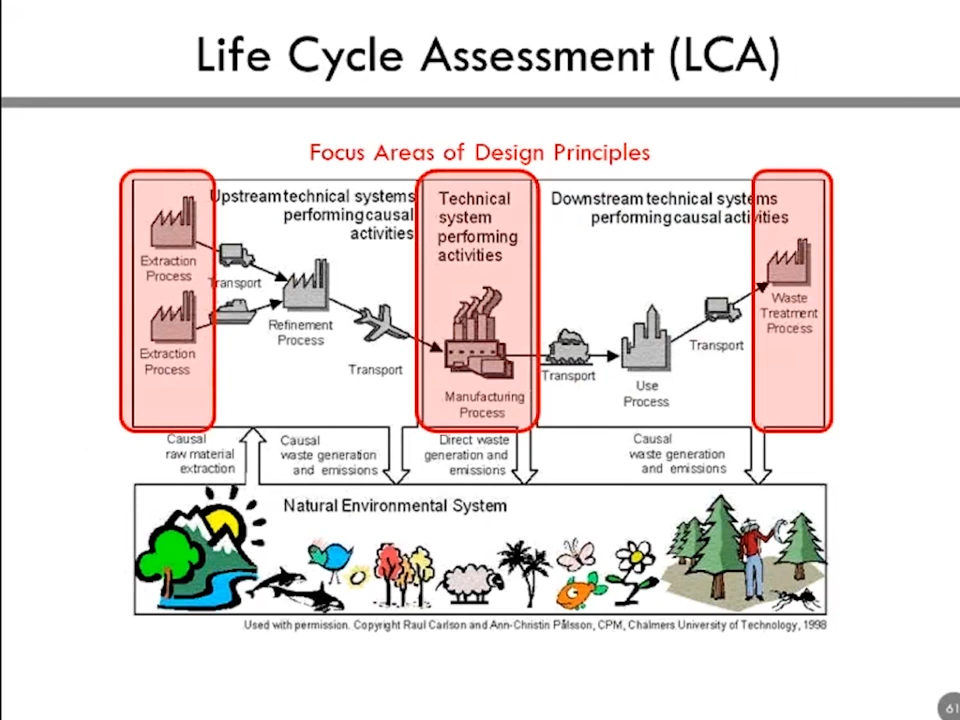 Life Cycle Assessment (LCA)
Focus Areas of Design Principles
Upstream technical systems
performing causal
activities
Technical
system
performing
activities
Downstream technical systems
performing causal activities
Extraction
Process
Transport
Extraction
Process
Refinement
Process
Transport
Manufacturing
Process
Transport
Use
Process
Transport
Waste
Treatment
Process
Causal
raw material
extraction
Causal
waste generation
and emissions
Direct waste
generation and
emissions
Causal
waste generation
and emissions
Natural Environmental System
Used with permission. Copyright Raul Carlson and Ann-Christin Pålsson, CPM, Chalmers University of Technology, 1998
61